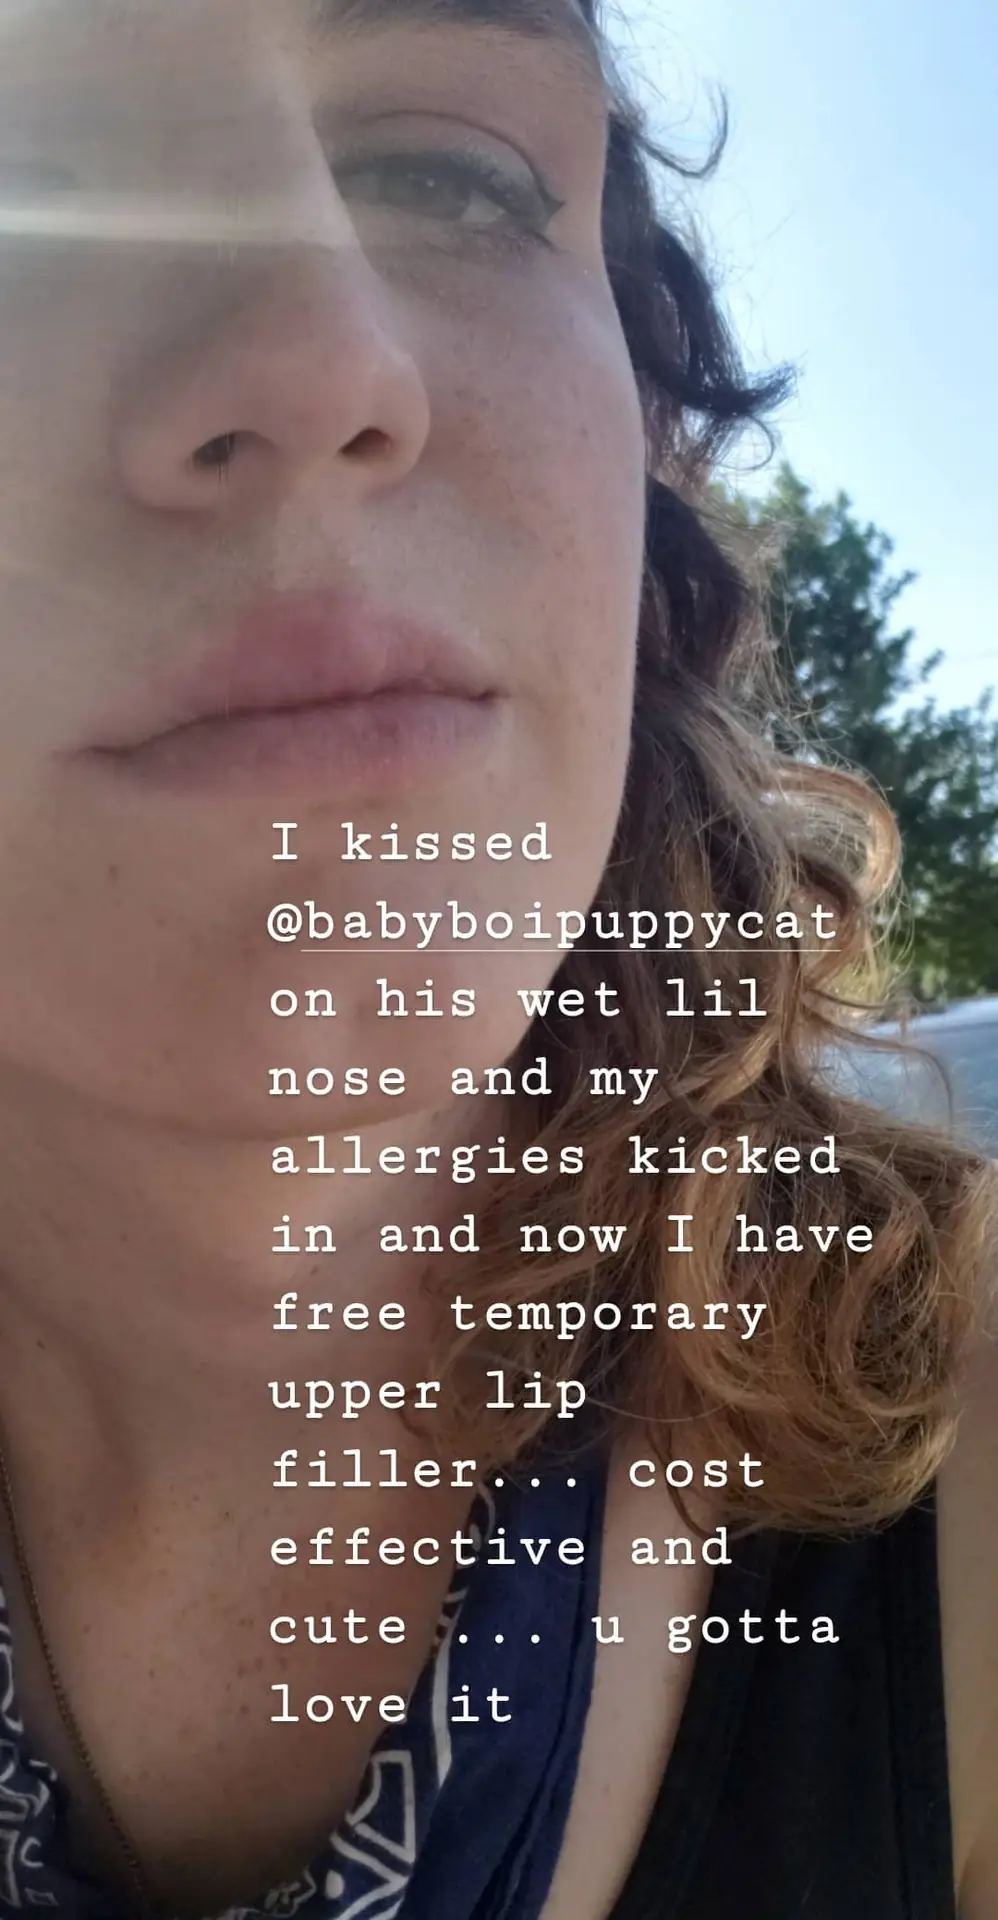 I kissed
@babyboipuppycat
on his wet lil
nose and my
allergies kicked
in and now I have
free temporary
upper lip
filler... cost
effective and
cute ... u gotta
love it